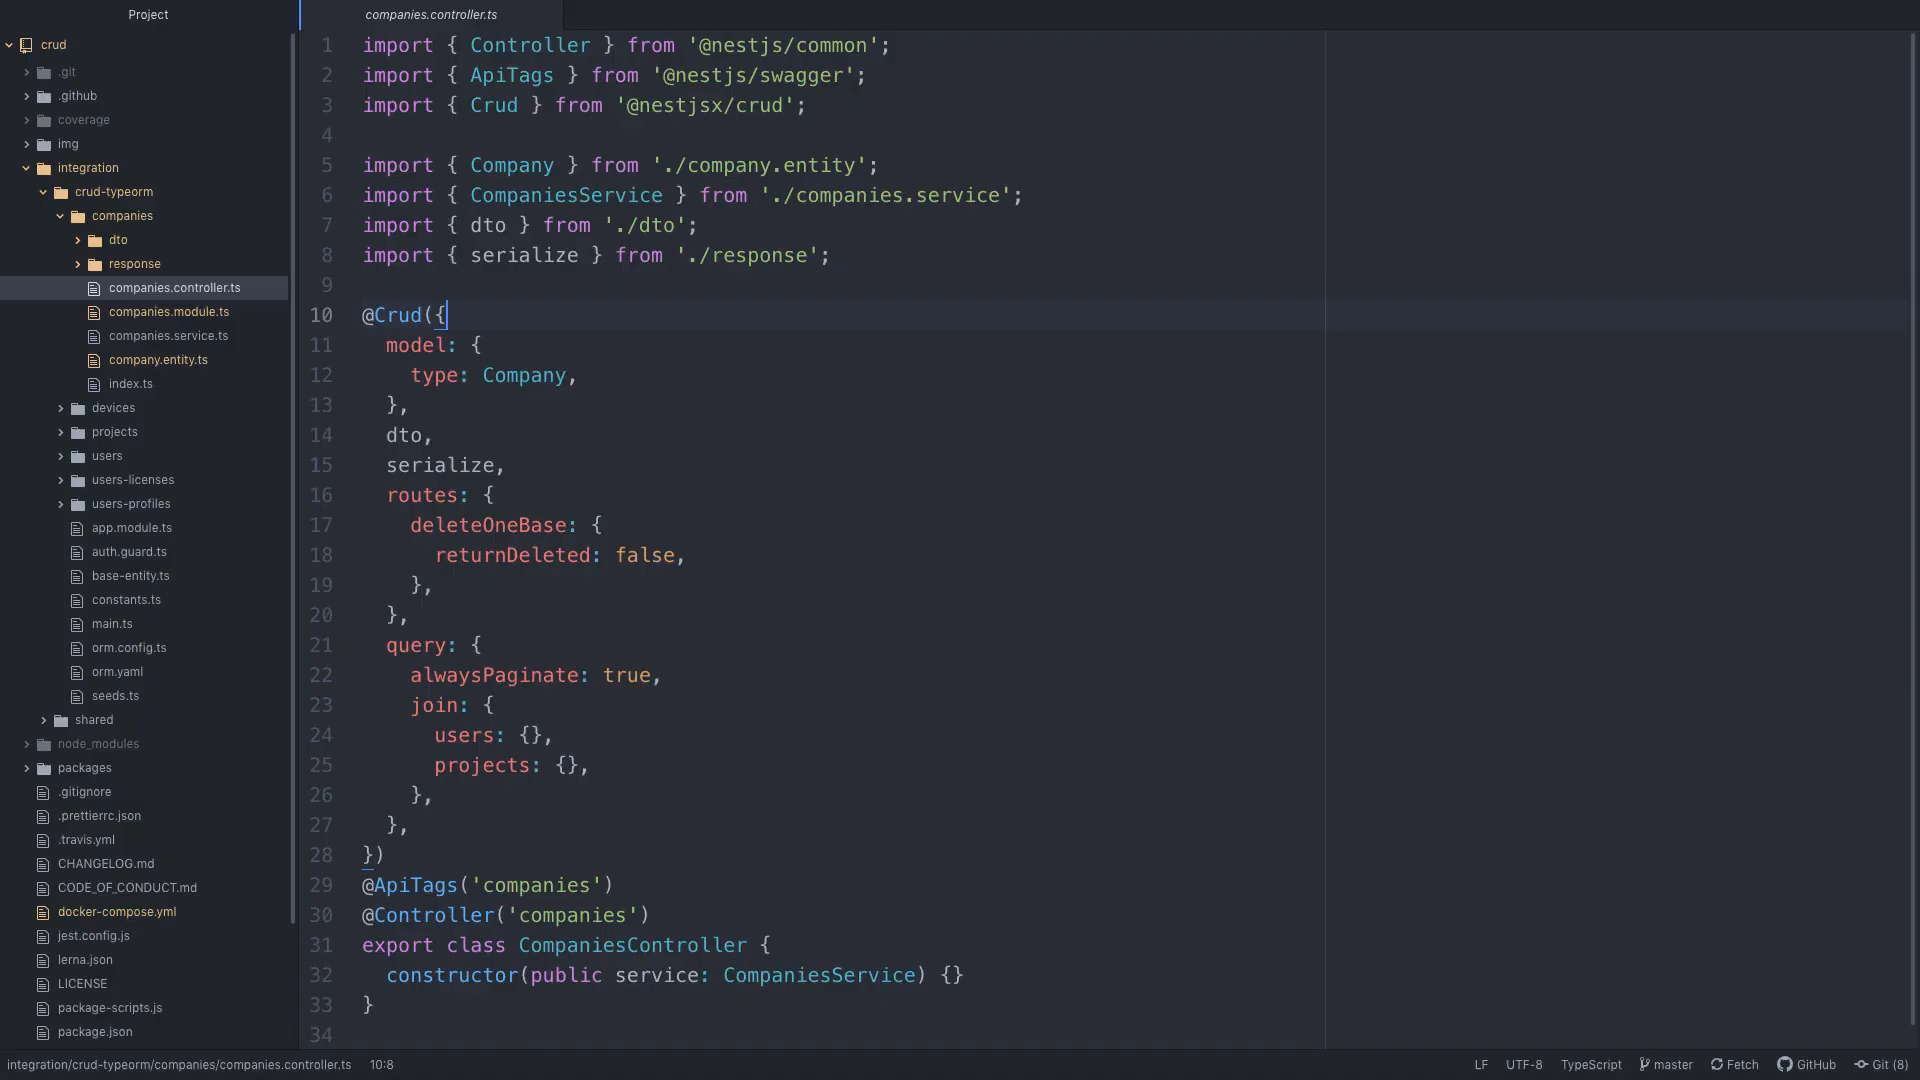 Project
crud
.git
.github
coverage
img
integration
crud-typeorm
companies
dto
response
companies.controller.ts
companies.module.ts
companies.service.ts
company.entity.ts
index.ts
devices
projects
users
users-licenses
users-profiles
app.module.ts
auth.guard.ts
base-entity.ts
constants.ts
main.ts
orm.config.ts
orm.yaml
seeds.ts
shared
node_modules
packages
.gitignore
.prettierrc.json
.travis.yml
CHANGELOG.md
CODE_OF_CONDUCT.md
docker-compose.yml
jest.config.js
lerna.json
LICENSE
package-scripts.js
package.json
companies.controller.ts
1 import { Controller } from '@nestjs/common';
2 import { ApiTags } from '@nestjs/swagger';
3 import { Crud } from '@nestjsx/crud';
4
5 import { Company } from './company.entity';
6 import { CompaniesService } from './companies.service';
7 import { dto } from './dto';
8 import { serialize } from './response';
9
10 @Crud({
11   model: {
12     type: Company,
13   },
14   dto,
15   serialize,
16   routes: {
17     deleteOneBase: {
18       returnDeleted: false,
19     },
20   },
21   query: {
22     alwaysPaginate: true,
23     join: {
24       users: {},
25       projects: {},
26     },
27   },
28 })
29 @ApiTags('companies')
30 @Controller('companies')
31 export class CompaniesController {
32   constructor(public service: CompaniesService) {}
33 }
34
integration/crud-typeorm/companies/companies.controller.ts 10:8 LF UTF-8 TypeScript master Fetch GitHub Git (8)